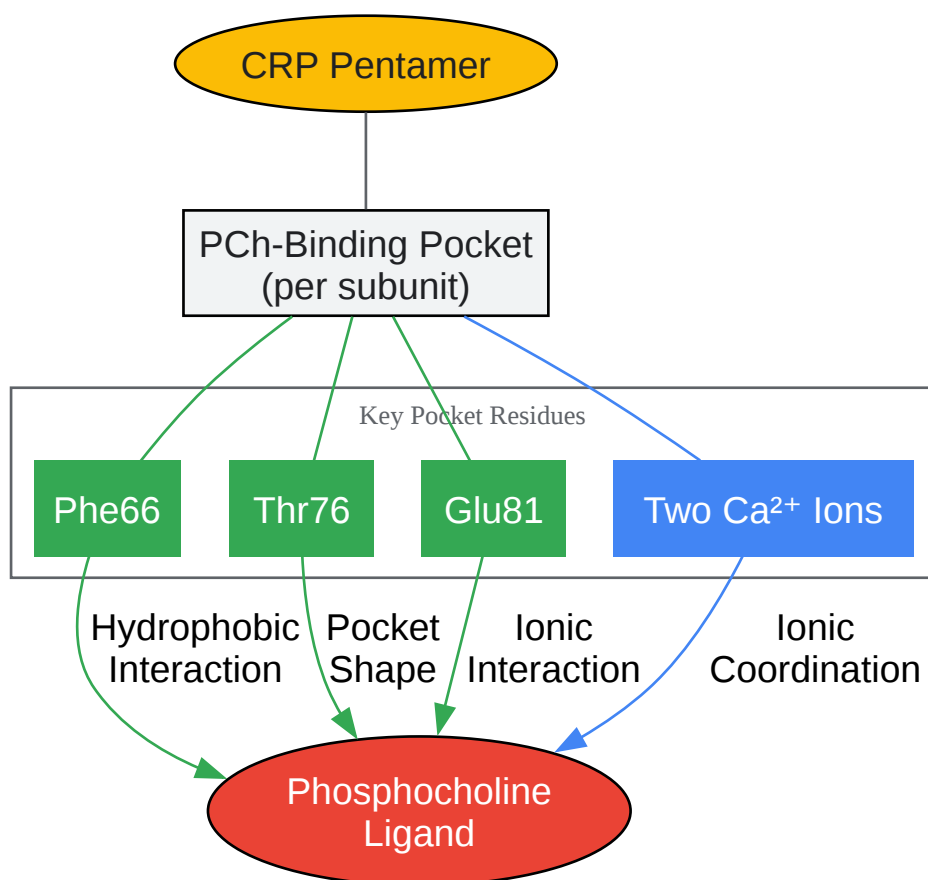 CRP Pentamer
PCh-Binding Pocket
(per subunit)
Key Pocket Residues
Phe66
Thr76
Glu81
Two Ca²⁺ Ions
Hydrophobic
Interaction
Pocket
Shape
Ionic
Interaction
Ionic
Coordination
Phosphocholine
Ligand